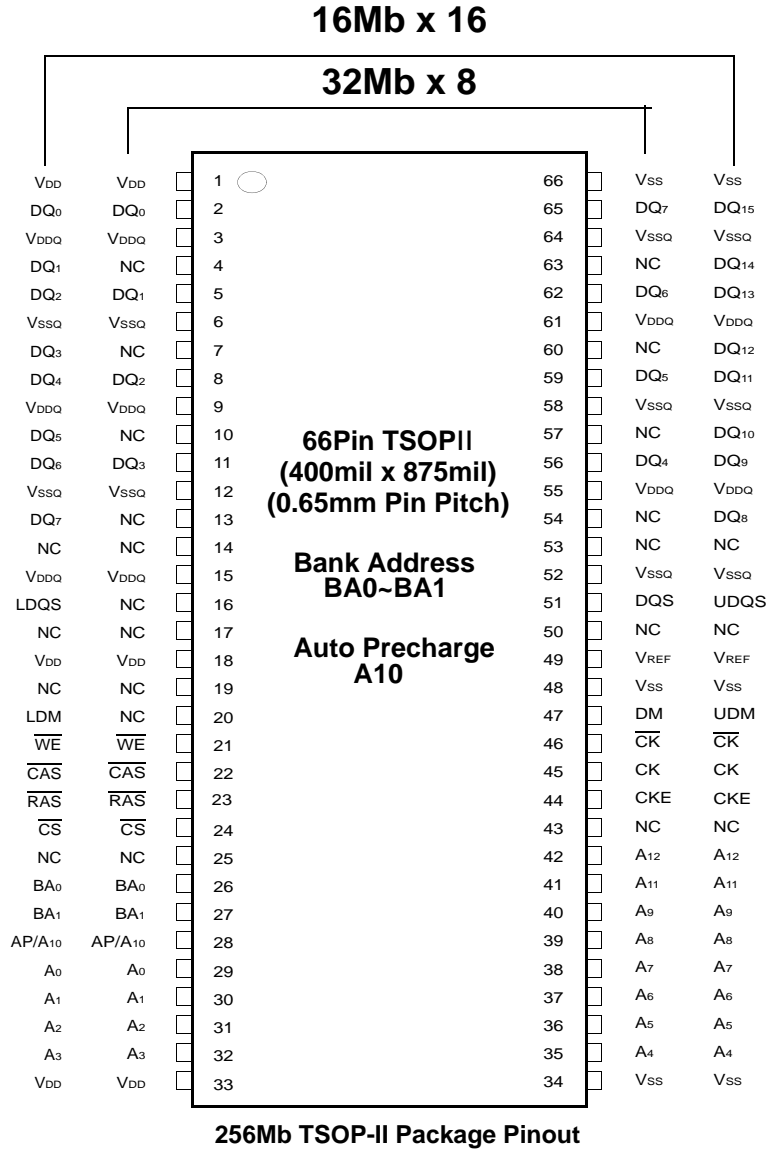 16Mb x 16
32Mb x 8
VDD VDD 1 66 VSS VSS
DQ0 DQ0 2 65 DQ7 DQ15
VDDQ VDDQ 3 64 VSSQ VSSQ
DQ1 NC 4 63 NC DQ14
DQ2 DQ1 5 62 DQ6 DQ13
VSSQ VSSQ 6 61 VDDQ VDDQ
DQ3 NC 7 60 NC DQ12
DQ4 DQ2 8 59 DQ5 DQ11
VDDQ VDDQ 9 58 VSSQ VSSQ
DQ5 NC 10 57 NC DQ10
DQ6 DQ3 11 56 DQ4 DQ9
VSSQ VSSQ 12 55 VDDQ VDDQ
DQ7 NC 13 54 NC DQ8
NC NC 14 53 NC NC
VDDQ VDDQ 15 52 VSSQ VSSQ
LDQS NC 16 51 DQS UDQS
NC NC 17 50 NC NC
VDD VDD 18 49 VREF VREF
NC NC 19 48 VSS VSS
LDM NC 20 47 DM UDM
W̅E̅ W̅E̅ 21 46 C̅K̅ C̅K̅
C̅A̅S̅ C̅A̅S̅ 22 45 CK CK
R̅A̅S̅ R̅A̅S̅ 23 44 CKE CKE
C̅S̅ C̅S̅ 24 43 NC NC
NC NC 25 42 A12 A12
BA0 BA0 26 41 A11 A11
BA1 BA1 27 40 A9 A9
AP/A10 AP/A10 28 39 A8 A8
A0 A0 29 38 A7 A7
A1 A1 30 37 A6 A6
A2 A2 31 36 A5 A5
A3 A3 32 35 A4 A4
VDD VDD 33 34 VSS VSS
66Pin TSOPII
(400mil x 875mil)
(0.65mm Pin Pitch)
Bank Address
BA0~BA1
Auto Precharge
A10
256Mb TSOP-II Package Pinout